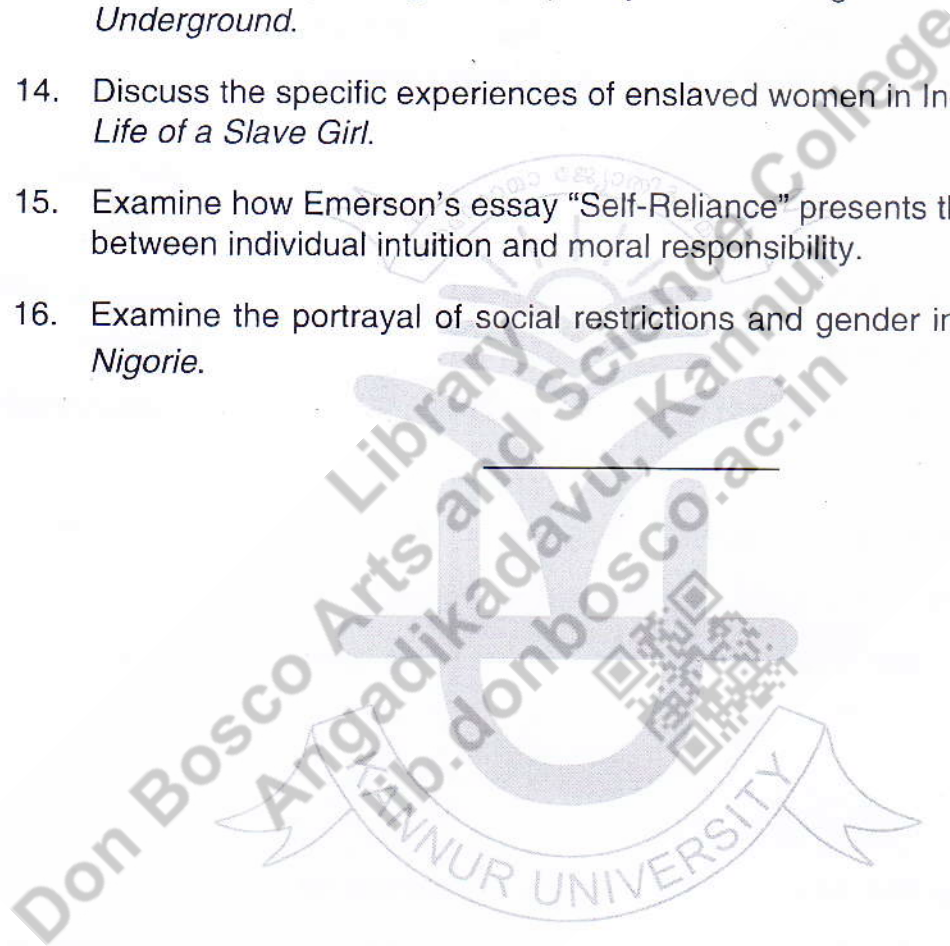 Underground.
14. Discuss the specific experiences of enslaved women in In
Life of a Slave Girl.
15. Examine how Emerson's essay “Self-Reliance” presents th
between individual intuition and moral responsibility.
16. Examine the portrayal of social restrictions and gender in
Nigorie.
Library
Don Bosco Arts and Science College
Angadikadavu, Kannur
lib.donbosco.ac.in
KANNUR UNIVERSITY